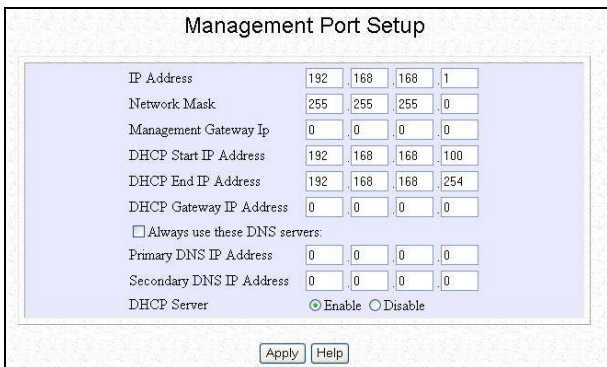 Management Port Setup
IP Address 192 . 168 . 168 . 1
Network Mask 255 . 255 . 255 . 0
Management Gateway Ip 0 . 0 . 0 . 0
DHCP Start IP Address 192 . 168 . 168 . 100
DHCP End IP Address 192 . 168 . 168 . 254
DHCP Gateway IP Address 0 . 0 . 0 . 0
Always use these DNS servers:
Primary DNS IP Address 0 . 0 . 0 . 0
Secondary DNS IP Address 0 . 0 . 0 . 0
DHCP Server Enable Disable
Apply Help